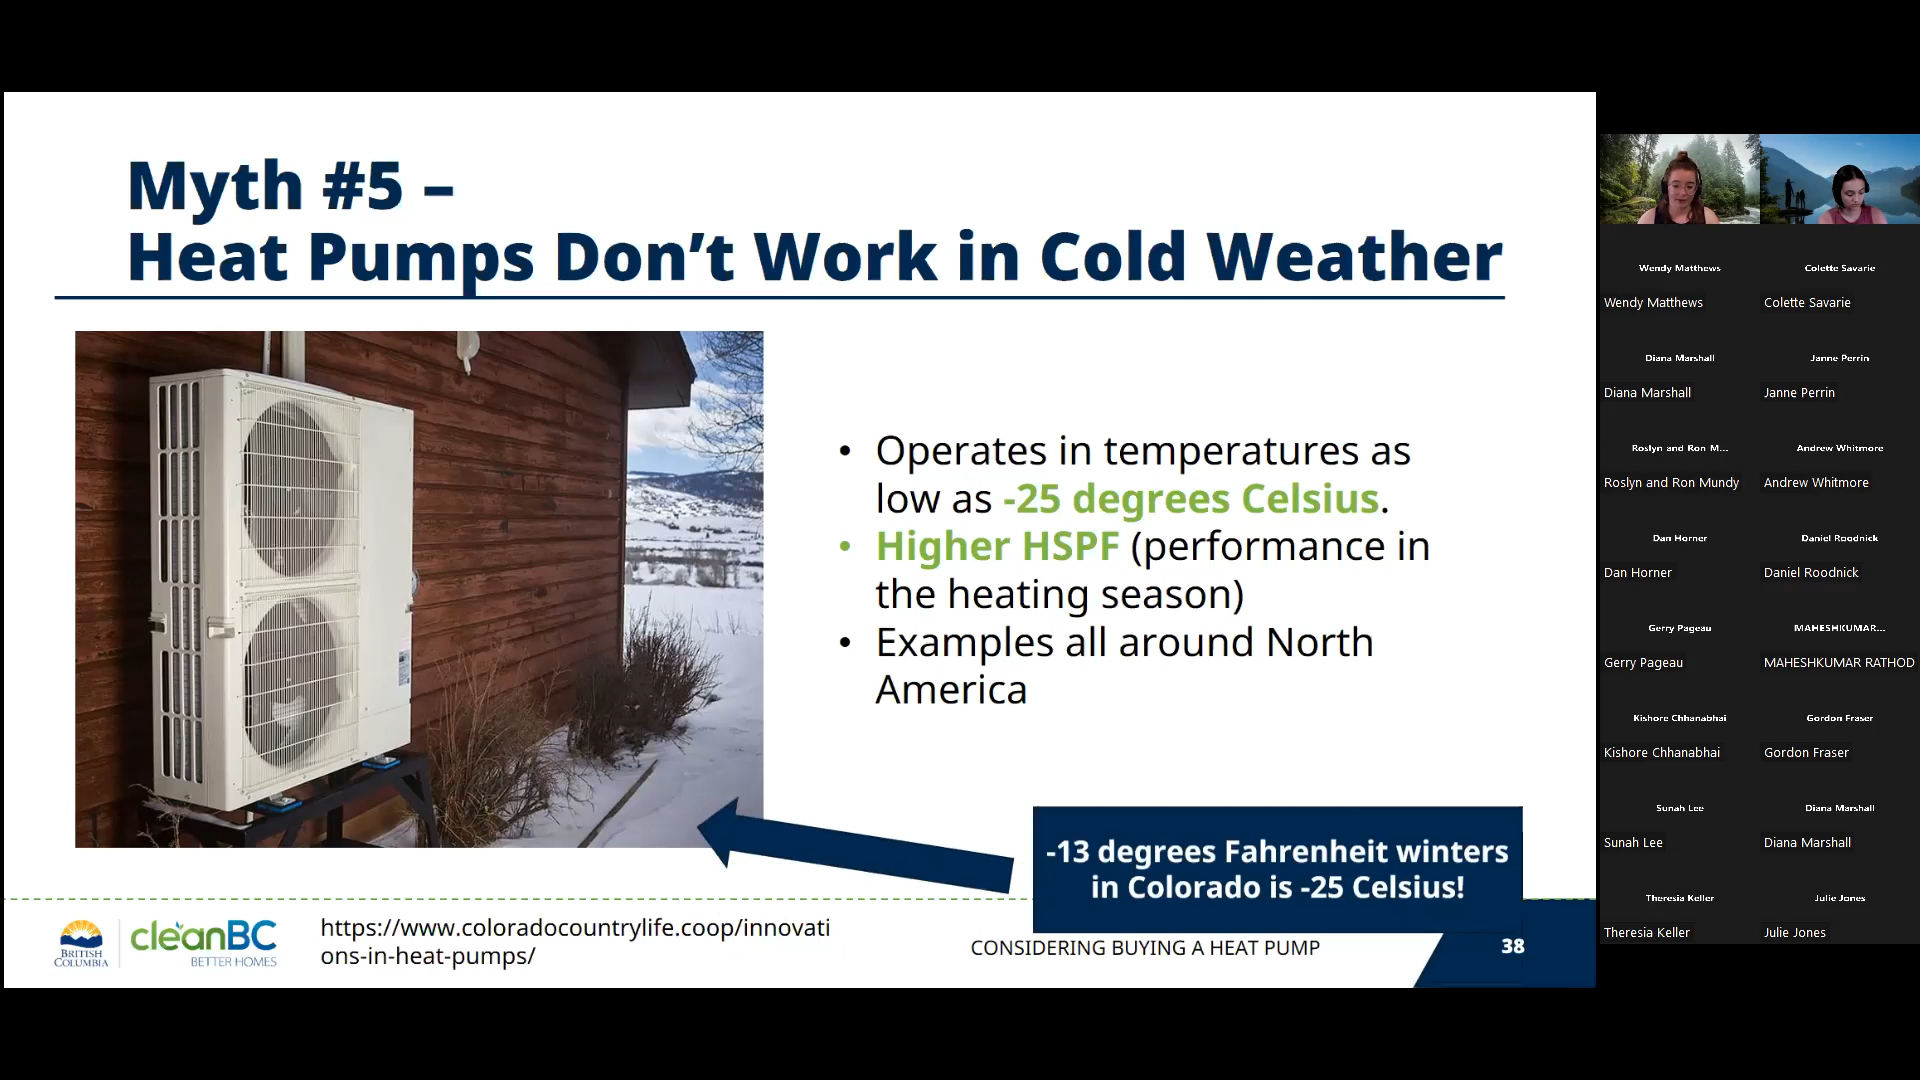 Myth #5 –
Heat Pumps Don’t Work in Cold Weather
• Operates in temperatures as
low as -25 degrees Celsius.
• Higher HSPF (performance in
the heating season)
• Examples all around North
America
-13 degrees Fahrenheit winters
in Colorado is -25 Celsius!
BRITISH
COLUMBIA
cleanBC
BETTER HOMES
https://www.coloradocountrylife.coop/innovati
ons-in-heat-pumps/
CONSIDERING BUYING A HEAT PUMP
38
Wendy Matthews
Colette Savarie
Wendy Matthews
Colette Savarie
Diana Marshall
Janne Perrin
Diana Marshall
Janne Perrin
Roslyn and Ron M...
Andrew Whitmore
Roslyn and Ron Mundy
Andrew Whitmore
Dan Horner
Daniel Roodnick
Dan Horner
Daniel Roodnick
Gerry Pageau
MAHESHKUMAR...
Gerry Pageau
MAHESHKUMAR RATHOD
Kishore Chhanabhai
Gordon Fraser
Kishore Chhanabhai
Gordon Fraser
Sunah Lee
Diana Marshall
Sunah Lee
Diana Marshall
Theresia Keller
Julie Jones
Theresia Keller
Julie Jones